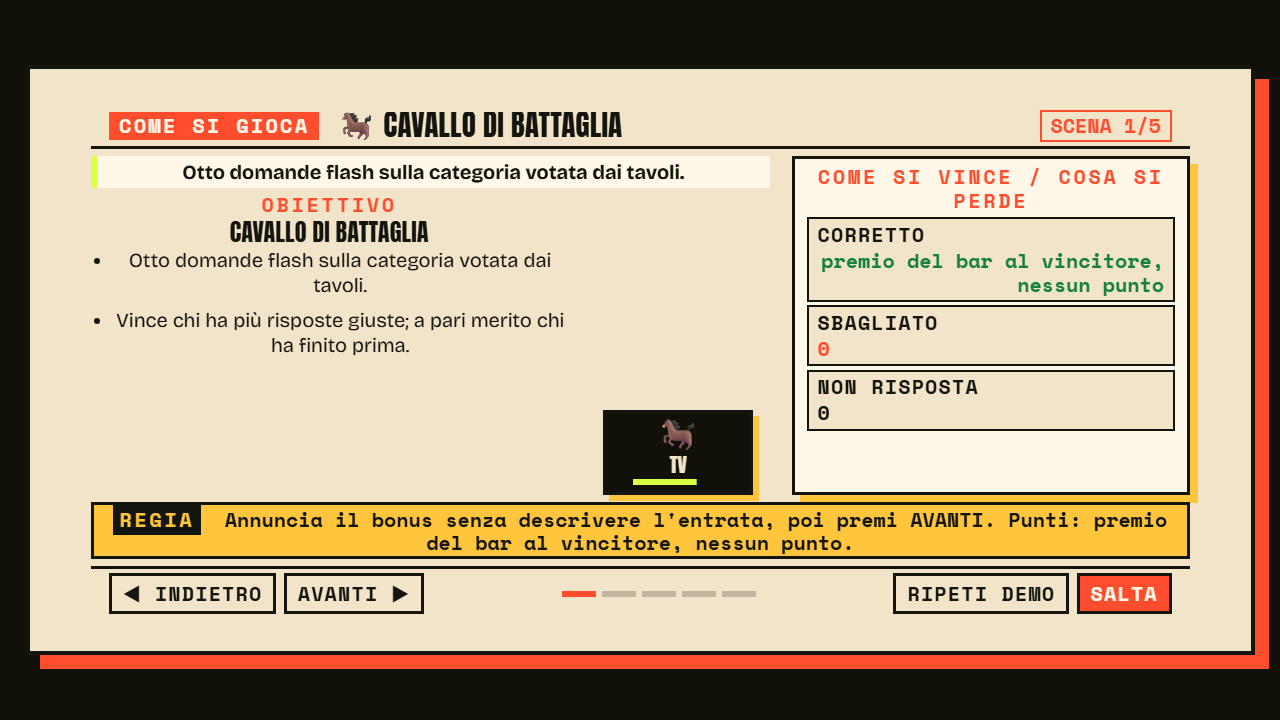 COME SI GIOCA
CAVALLO DI BATTAGLIA
SCENA 1/5
Otto domande flash sulla categoria votata dai tavoli.
OBIETTIVO
CAVALLO DI BATTAGLIA
• Otto domande flash sulla categoria votata dai
tavoli.
• Vince chi ha più risposte giuste; a pari merito chi
ha finito prima.
TV
COME SI VINCE / COSA SI
PERDE
CORRETTO
premio del bar al vincitore,
nessun punto
SBAGLIATO
0
NON RISPOSTA
0
REGIA
Annuncia il bonus senza descrivere l'entrata, poi premi AVANTI. Punti: premio
del bar al vincitore, nessun punto.
◀ INDIETRO
AVANTI ▶
RIPETI DEMO
SALTA